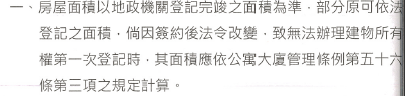 一、房屋面積以地政機關登記完竣之面積為準，部分原可依法
登記之面積，倘因簽約後法令改變，致無法辦理建物所有
權第一次登記時，其面積應依公寓大廈管理條例第五十六
條第三項之規定計算。